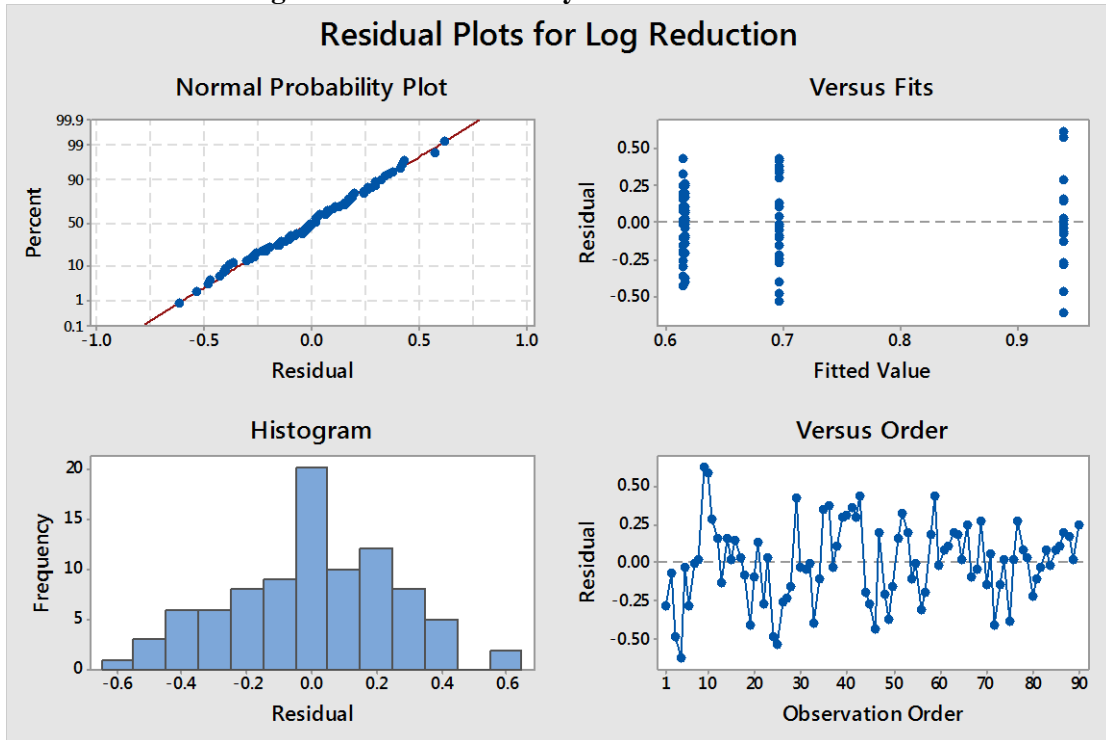 Residual Plots for Log Reduction
Normal Probability Plot
99.9
99
90
50
10
1
0.1
Percent
-1.0 -0.5 0.0 0.5 1.0
Residual
Versus Fits
0.50
0.25
0.00
-0.25
-0.50
Residual
0.6 0.7 0.8 0.9
Fitted Value
Histogram
20
15
10
5
0
Frequency
-0.6 -0.4 -0.2 0.0 0.2 0.4 0.6
Residual
Versus Order
0.50
0.25
0.00
-0.25
-0.50
Residual
1 10 20 30 40 50 60 70 80 90
Observation Order